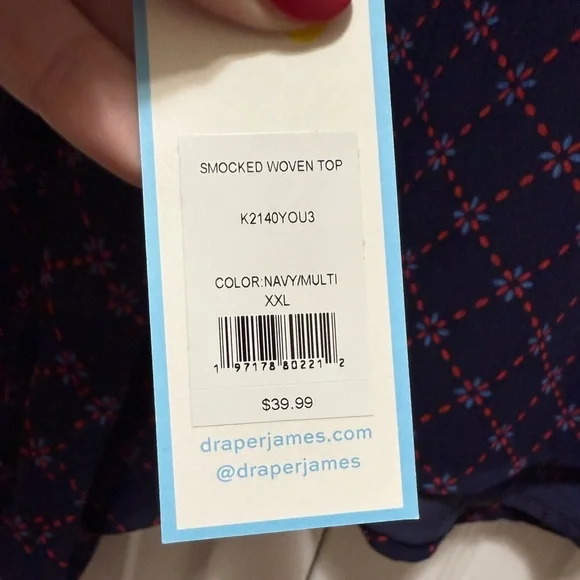 SMOCKED WOVEN TOP
K2140YOU3
COLOR:NAVY/MULTI
XXL
1 97178 80221 2
$39.99
draperjames.com
@draperjames